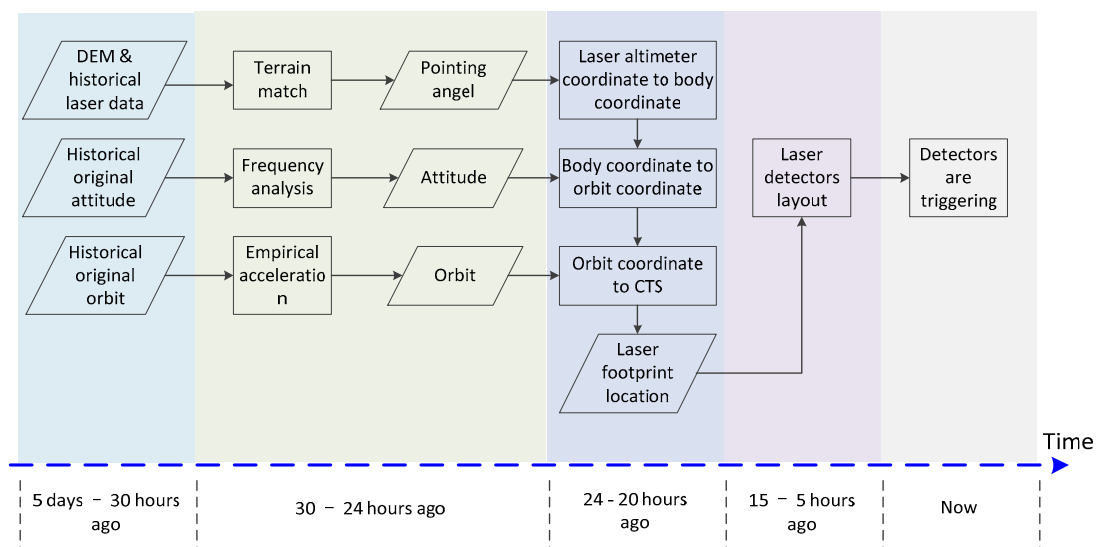 DEM &
historical
laser data
Terrain
match
Pointing
angel
Laser altimeter
coordinate to body
coordinate
Historical
original
attitude
Frequency
analysis
Attitude
Body coordinate to
orbit coordinate
Laser
detectors
layout
Detectors
are
triggering
Historical
original
orbit
Empirical
acceleratio
n
Orbit
Orbit coordinate
to CTS
Laser
footprint
location
Time
5 days – 30 hours
ago
30 – 24 hours ago
24 - 20 hours
ago
15 – 5 hours
ago
Now